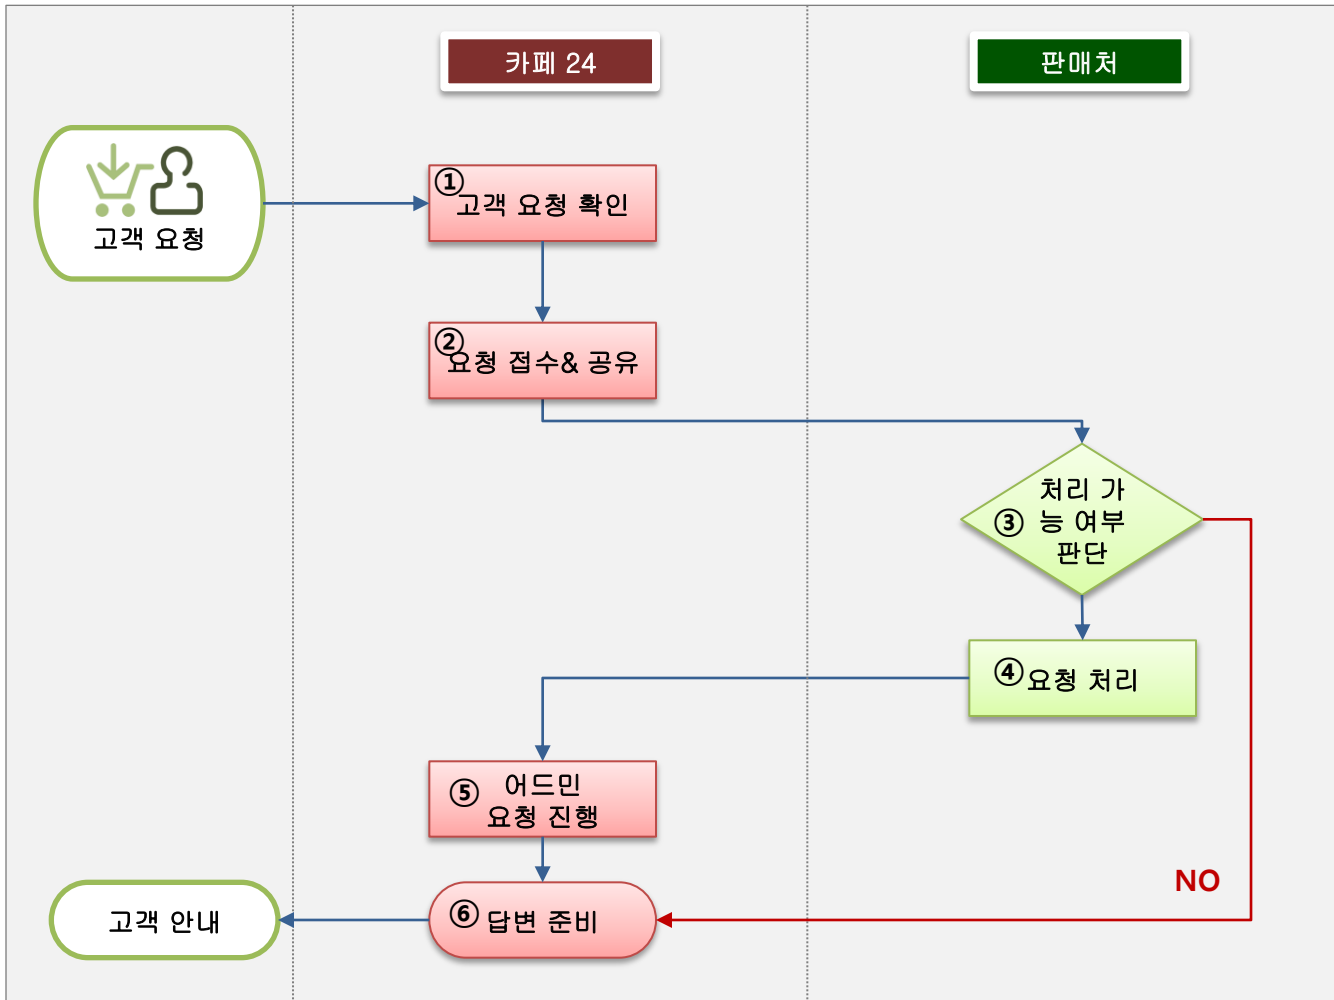 카페 24
판매처
고객 요청
①
고객 요청 확인
②
요청 접수& 공유
③
처리 가
능 여부
판단
④
요청 처리
⑤
어드민
요청 진행
NO
⑥
답변 준비
고객 안내